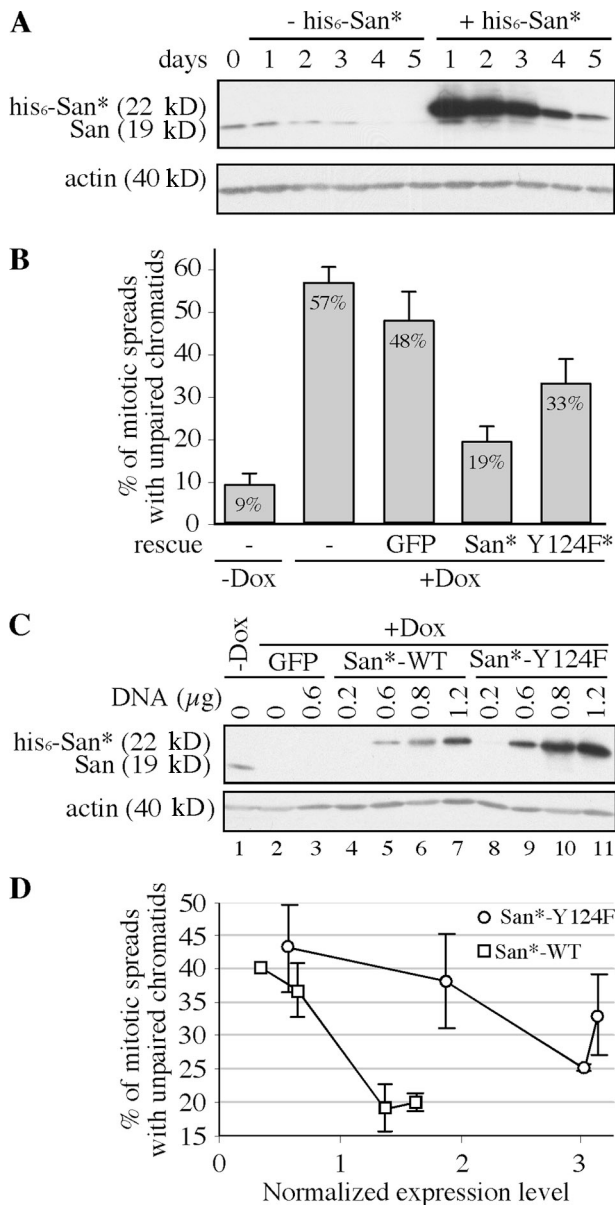 A
- his₆-San* + his₆-San*
days 0 1 2 3 4 5 1 2 3 4 5
his₆-San* (22 kD)
San (19 kD)
actin (40 kD)
B
% of mitotic spreads
with unpaired chromatids
60
50
40
30
20
10
0
9%
57%
48%
19%
33%
rescue - - GFP San* Y124F*
-Dox +Dox
C
-Dox
+Dox
GFP San*-WT San*-Y124F
DNA (µg) 0 0 0.6 0.2 0.6 0.8 1.2 0.2 0.6 0.8 1.2
his₆-San* (22 kD)
San (19 kD)
actin (40 kD)
1 2 3 4 5 6 7 8 9 10 11
D
% of mitotic spreads
with unpaired chromatids
50
45
40
35
30
25
20
15
San*-Y124F
San*-WT
0 1 2 3
Normalized expression level